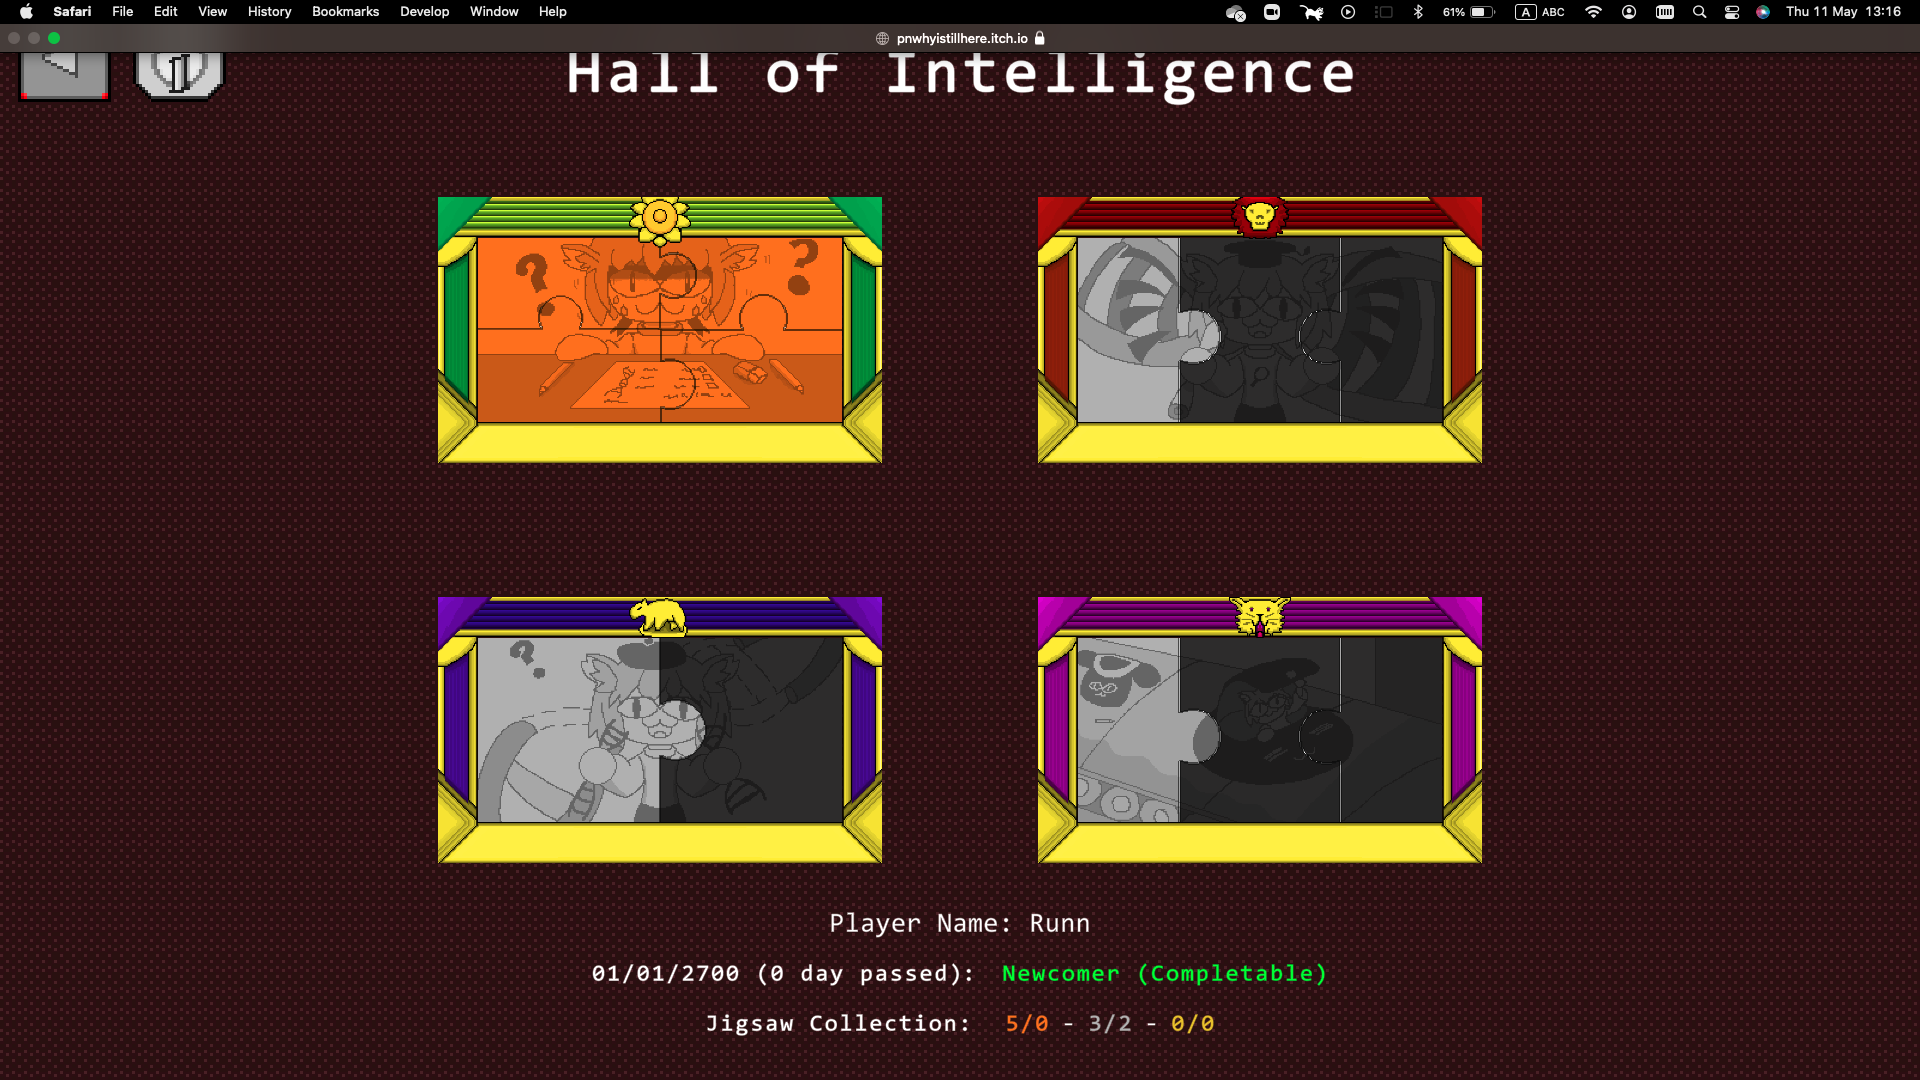 Safari File Edit View History Bookmarks Develop Window Help 61% A ABC Thu 11 May 13:16
pnwhyistillhere.itch.io
Hall of Intelligence
? ?
?
Player Name: Runn
01/01/2700 (0 day passed): Newcomer (Completable)
Jigsaw Collection: 5/0 - 3/2 - 0/0